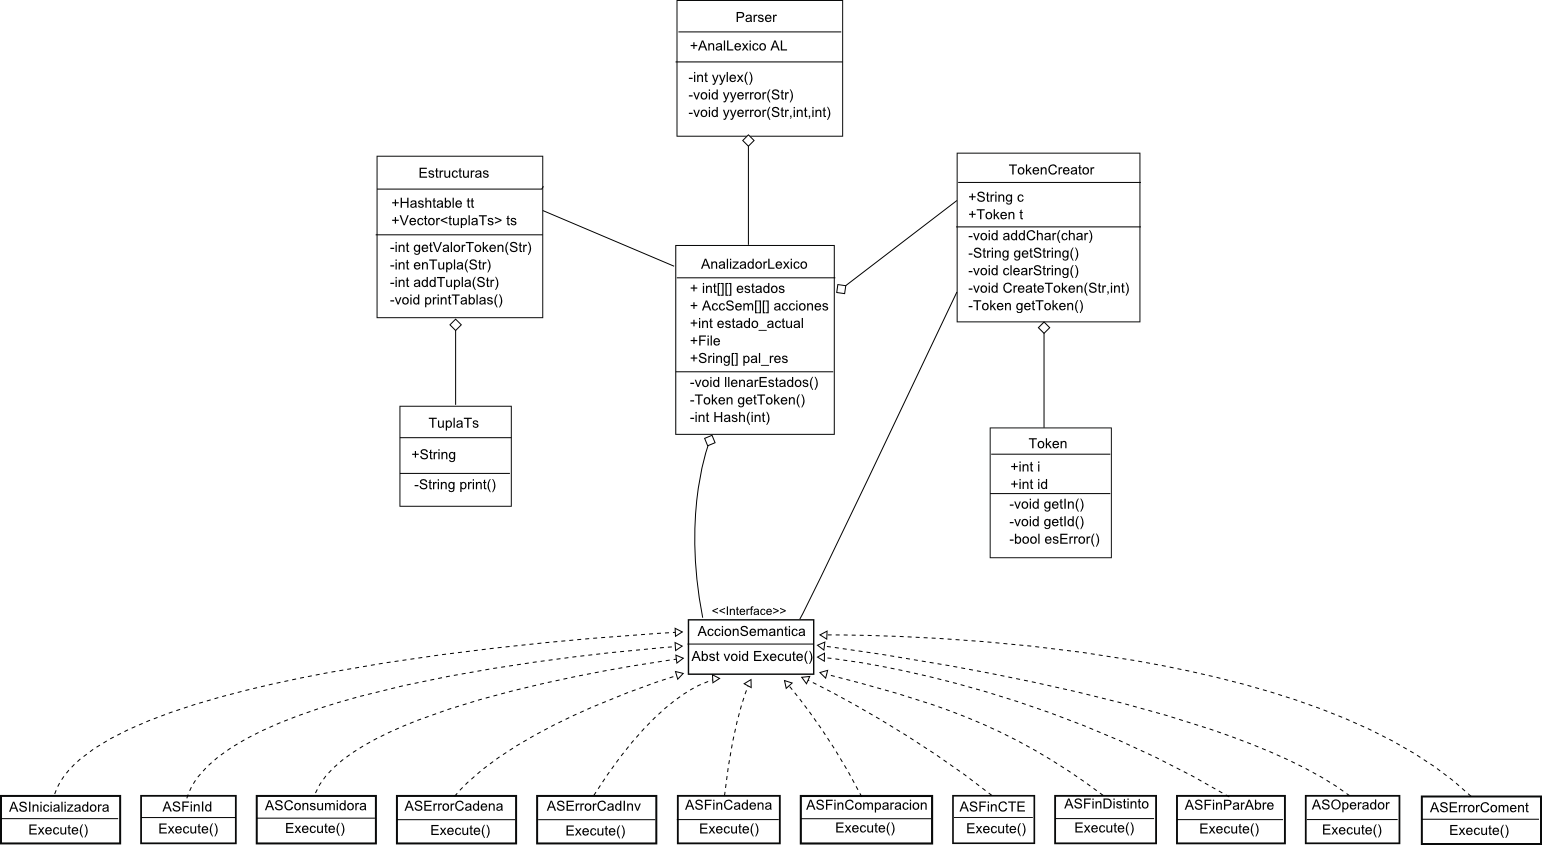 Parser
+AnalLexico AL
-int yylex()
-void yyerror(Str)
-void yyerror(Str,int,int)
Estructuras
+Hashtable tt
+Vector<tuplaTs> ts
-int getValorToken(Str)
-int enTupla(Str)
-int addTupla(Str)
-void printTablas()
TokenCreator
+String c
+Token t
-void addChar(char)
-String getString()
-void clearString()
-void CreateToken(Str,int)
-Token getToken()
AnalizadorLexico
+ int[][] estados
+ AccSem[][] acciones
+int estado_actual
+File
+Sring[] pal_res
-void llenarEstados()
-Token getToken()
-int Hash(int)
TuplaTs
+String
-String print()
Token
+int i
+int id
-void getIn()
-void getId()
-bool esError()
<<Interface>>
AccionSemantica
Abst void Execute()
ASInicializadora
Execute()
ASFinId
Execute()
ASConsumidora
Execute()
ASErrorCadena
Execute()
ASErrorCadInv
Execute()
ASFinCadena
Execute()
ASFinComparacion
Execute()
ASFinCTE
Execute()
ASFinDistinto
Execute()
ASFinParAbre
Execute()
ASOperador
Execute()
ASErrorComent
Execute()